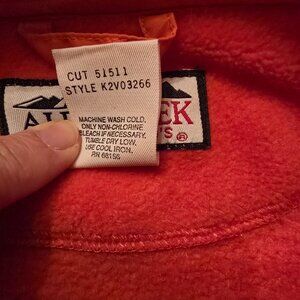 CUT 51511
STYLE K2V03266
MACHINE WASH COLD.
ONLY NON-CHLORINE
BLEACH IF NECESSARY.
TUMBLE DRY LOW.
USE COOL IRON.
RN 68195
®